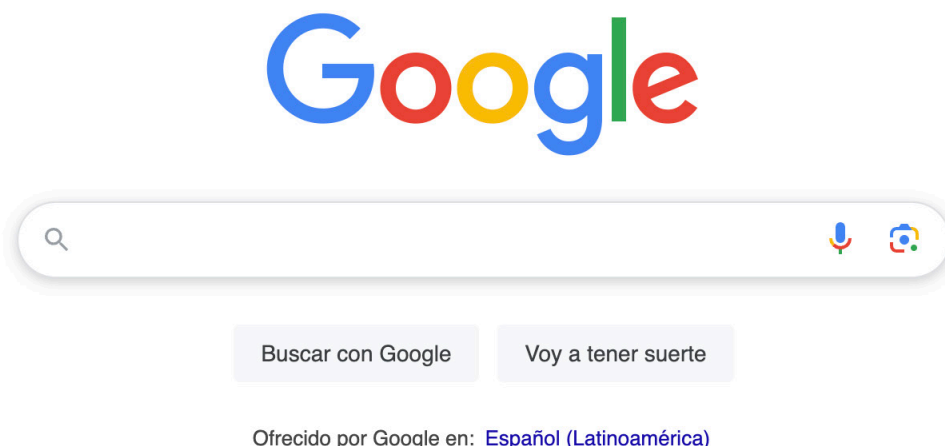 Google
Buscar con Google
Voy a tener suerte
Ofrecido por Google en: Español (Latinoamérica)